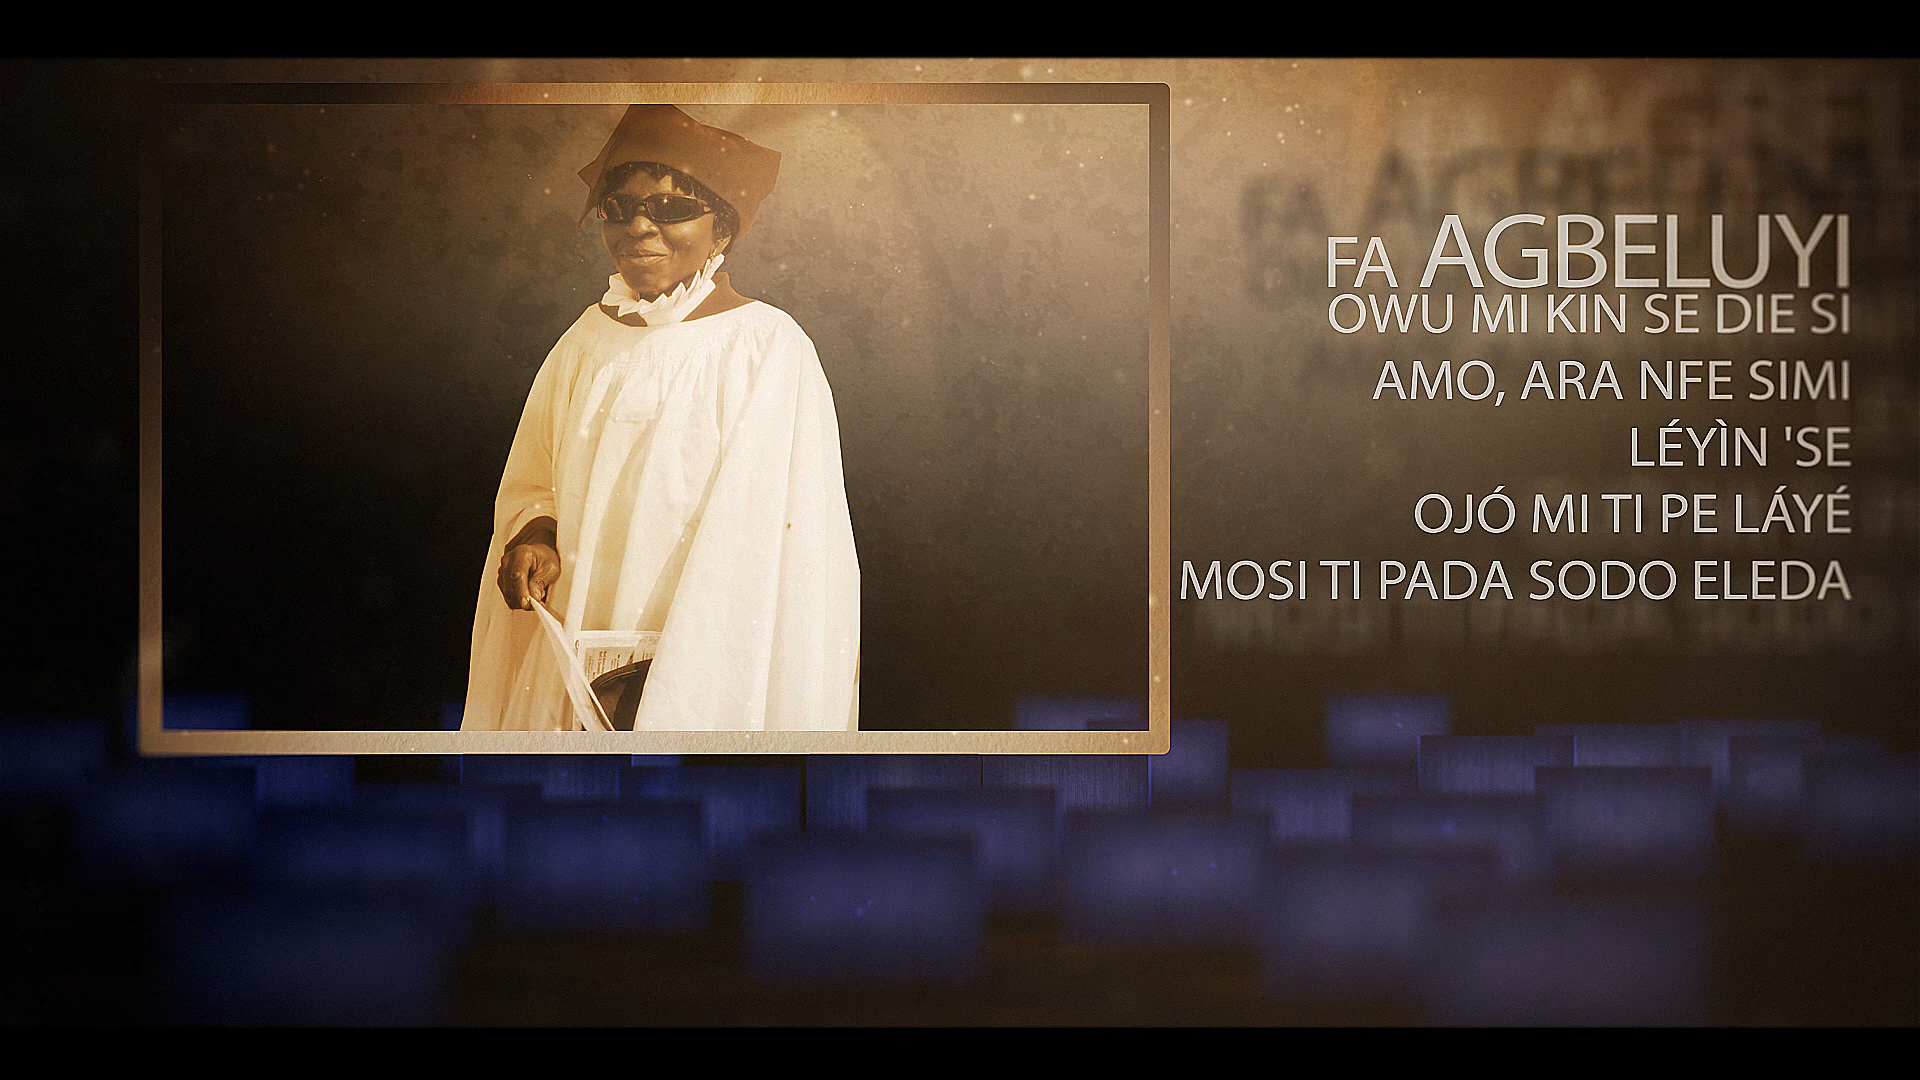 FA AGBELUYI
OWU MI KIN SE DIE SI
AMO, ARA NFE SIMI
LÉYÌN 'SE
OJÓ MI TI PE LÁYÉ
MOSI TI PADA SODO ELEDA